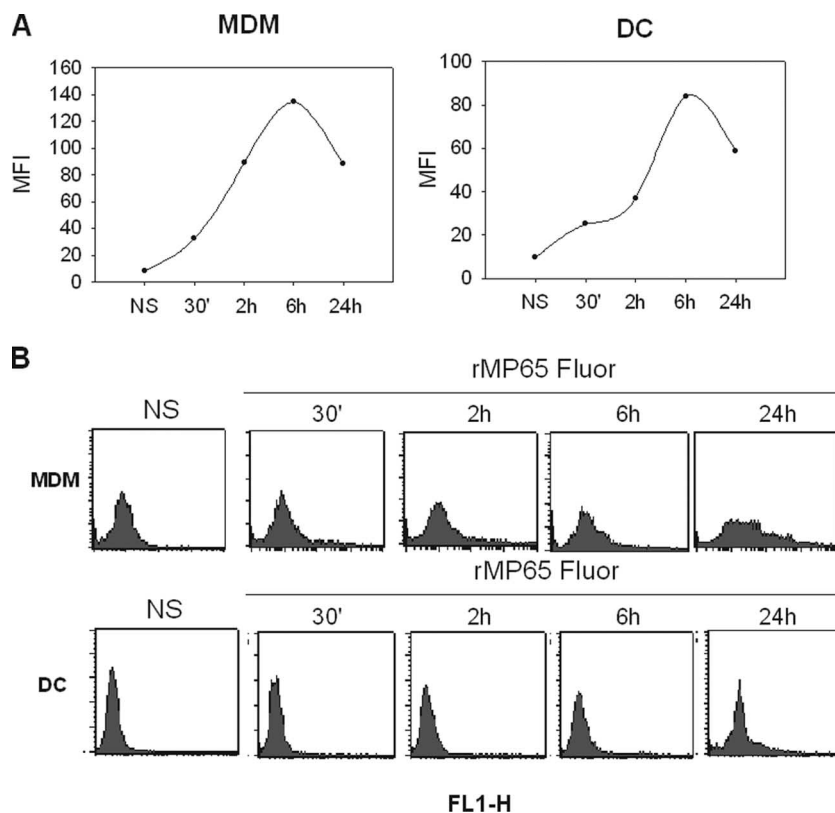 A
MDM
DC
MFI
160
140
120
100
80
60
40
20
0
NS 30' 2h 6h 24h
MFI
100
80
60
40
20
0
NS 30' 2h 6h 24h
B
rMP65 Fluor
NS 30' 2h 6h 24h
MDM
rMP65 Fluor
NS 30' 2h 6h 24h
DC
FL1-H